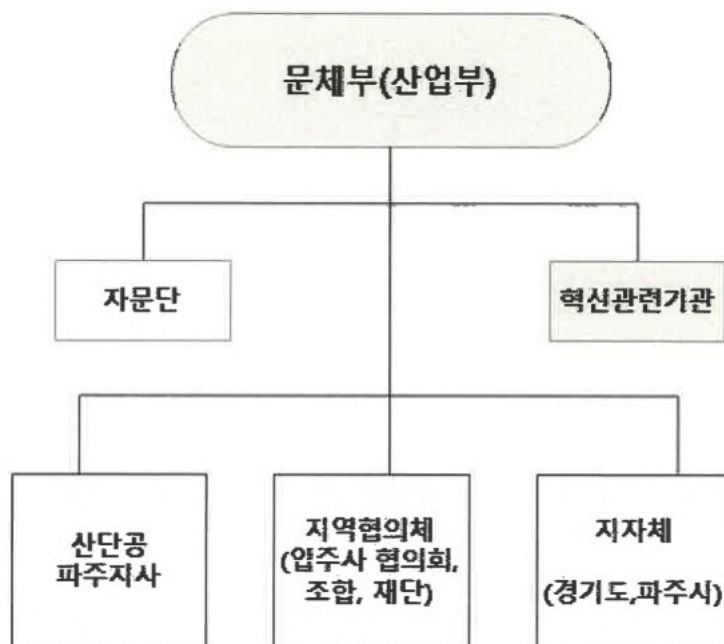 문체부(산업부)
자문단
혁신관련기관
산단공
파주지사
지역협의체
(입주사 협의회,
조합, 재단)
지자체
(경기도,파주시)